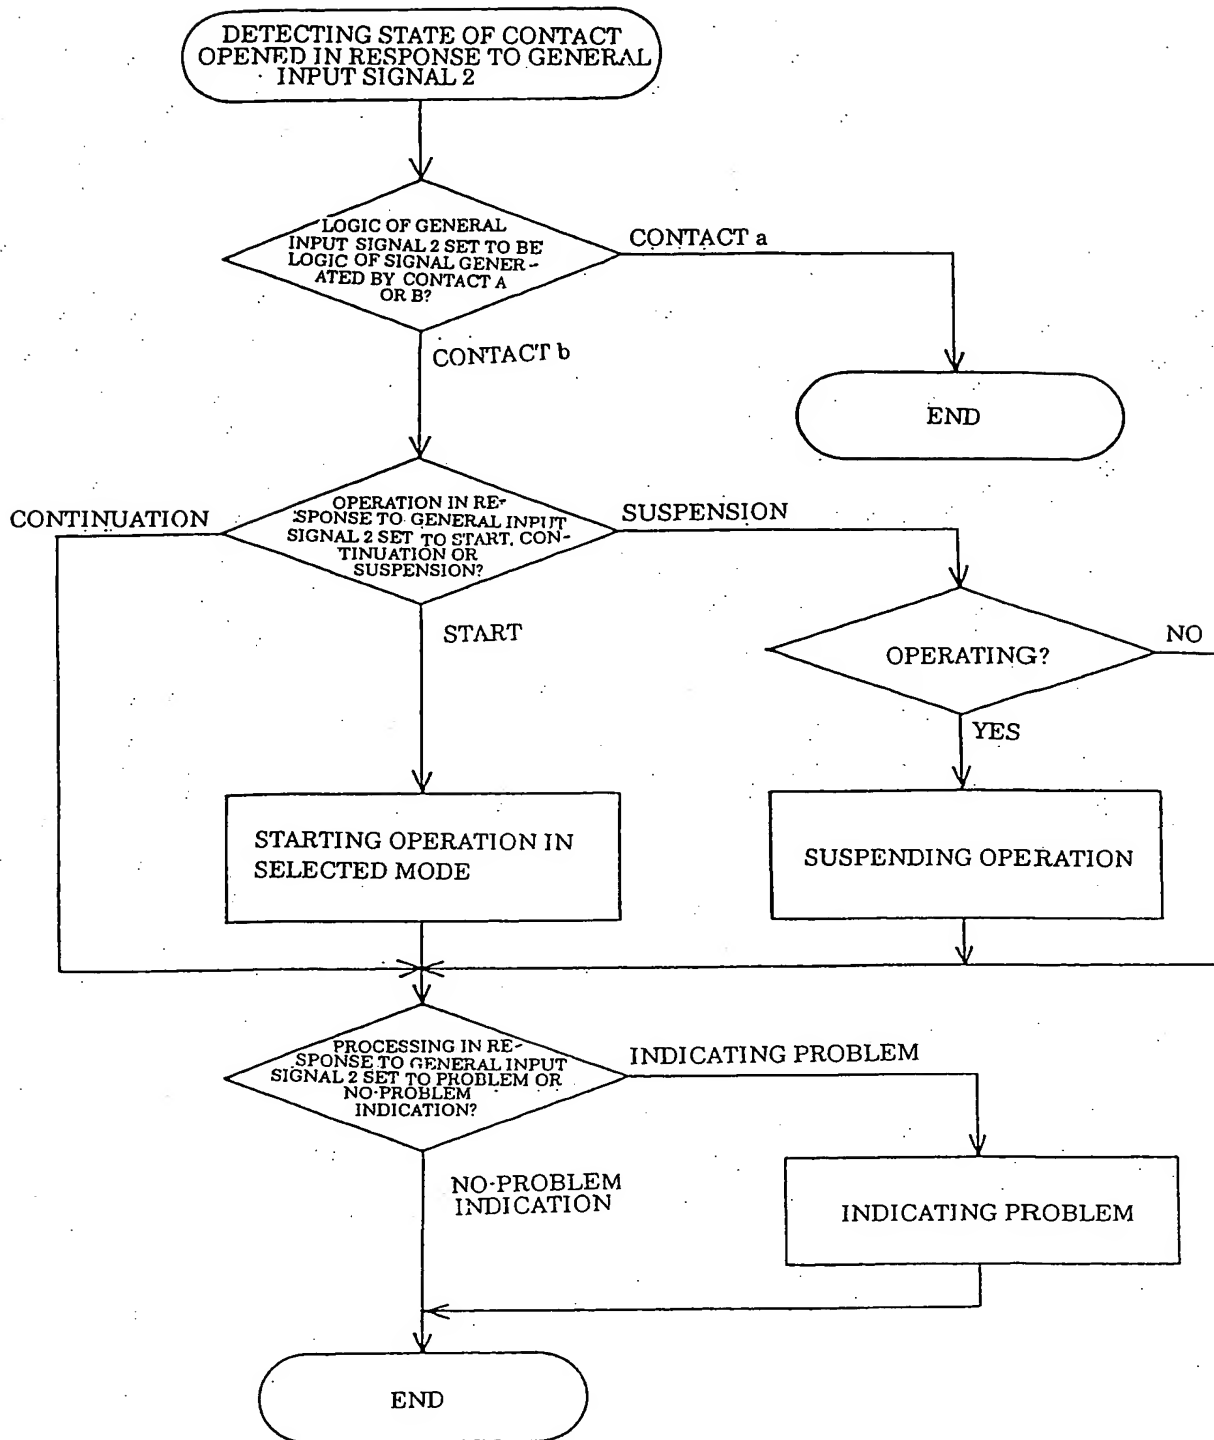 DETECTING STATE OF CONTACT
OPENED IN RESPONSE TO GENERAL
INPUT SIGNAL 2
LOGIC OF GENERAL
INPUT SIGNAL 2 SET TO BE
LOGIC OF SIGNAL GENER-
ATED BY CONTACT A
OR B?
CONTACT a
CONTACT b
END
OPERATION IN RE-
SPONSE TO GENERAL INPUT
SIGNAL 2 SET TO START, CON-
TINUATION OR
SUSPENSION?
CONTINUATION
SUSPENSION
START
OPERATING?
NO
YES
STARTING OPERATION IN
SELECTED MODE
SUSPENDING OPERATION
PROCESSING IN RE-
SPONSE TO GENERAL INPUT
SIGNAL 2 SET TO PROBLEM OR
NO-PROBLEM
INDICATION?
INDICATING PROBLEM
NO-PROBLEM
INDICATION
INDICATING PROBLEM
END